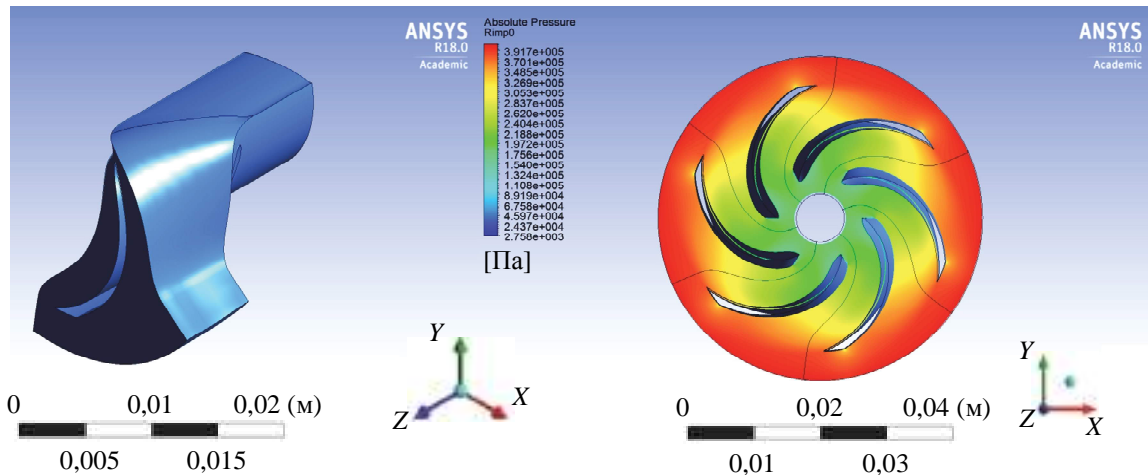 ANSYS
R18.0
Academic
Absolute Pressure
Rimp0
3.917e+005
3.701e+005
3.485e+005
3.269e+005
3.053e+005
2.837e+005
2.620e+005
2.404e+005
2.188e+005
1.972e+005
1.756e+005
1.540e+005
1.324e+005
1.108e+005
8.919e+004
6.758e+004
4.597e+004
2.437e+004
2.758e+003
[Па]
ANSYS
R18.0
Academic
Y
X
Z
0 0,01 0,02 (м)
0,005 0,015
Y
Z X
0 0,02 0,04 (м)
0,01 0,03